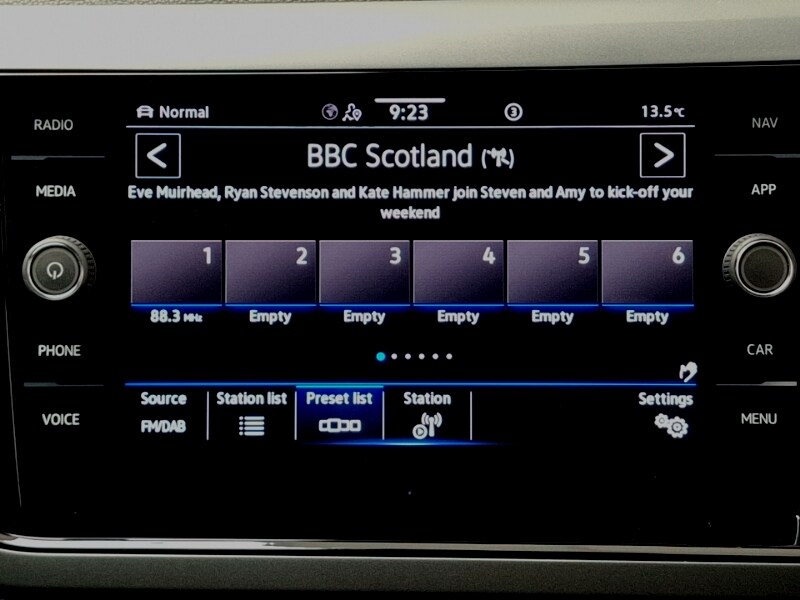 RADIO
MEDIA
PHONE
VOICE
Normal
9:23
3
13.5°C
BBC Scotland
Eve Muirhead, Ryan Stevenson and Kate Hammer join Steven and Amy to kick-off your
weekend
1 2 3 4 5 6
88.3 MHz Empty Empty Empty Empty Empty
Source Station list Preset list Station Settings
FM/DAB
NAV
APP
CAR
MENU